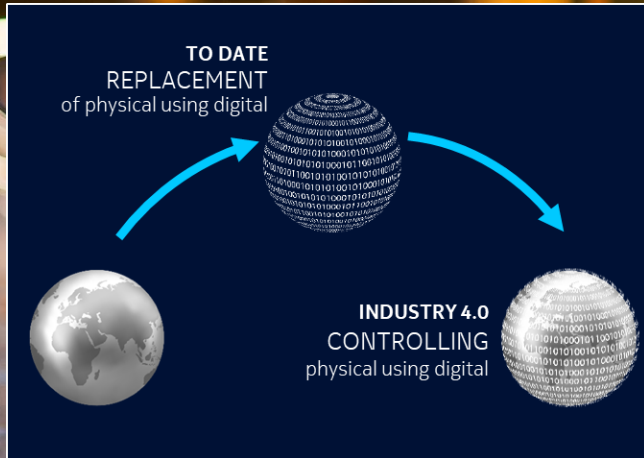 TO DATE
REPLACEMENT
of physical using digital
INDUSTRY 4.0
CONTROLLING
physical using digital